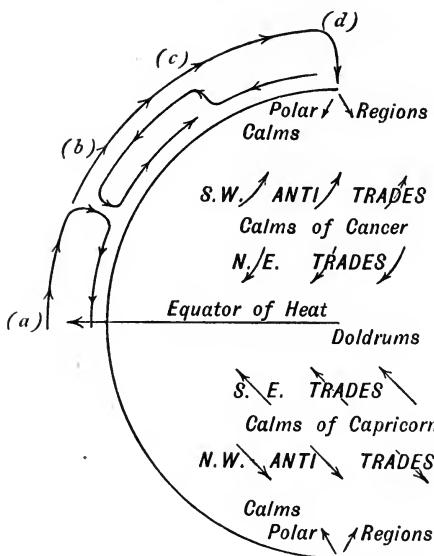 (d)
(c)
Polar Regions
Calms
(b)
S.W. ANTI TRADES
Calms of Cancer
N. E. TRADES
(a)
Equator of Heat
Doldrums
S. E. TRADES
Calms of Capricorn
N.W. ANTI TRADES
Calms
Polar Regions